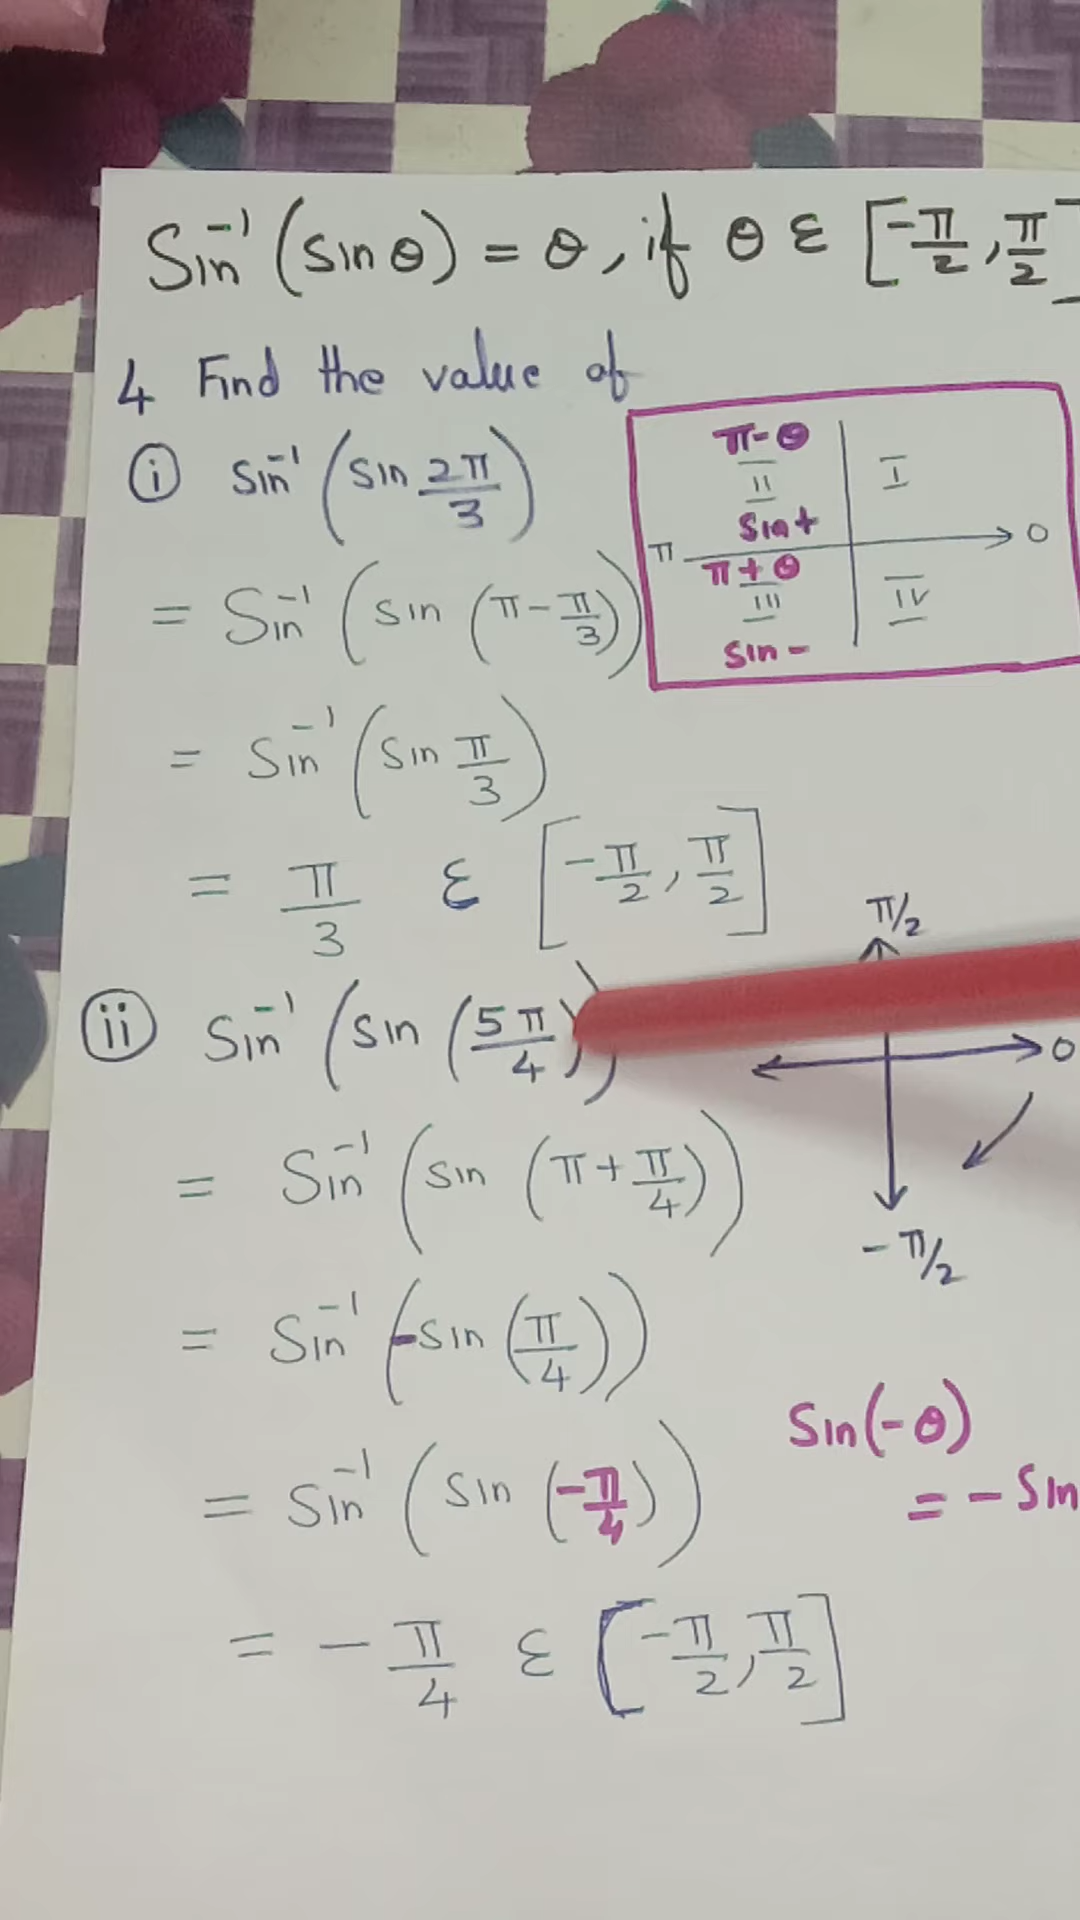 Sin⁻¹(sin θ) = θ, if θ ε [-π/2, π/2]
4 Find the value of
(i) sin⁻¹(sin 2π/3)
= Sin⁻¹(sin (π - π/3))
= Sin⁻¹(sin π/3)
= π/3 ε [-π/2, π/2]
π-θ
II
I
sin +
π
0
π + θ
III
IV
sin -
(ii) Sin⁻¹(sin (5π/4))
= Sin⁻¹(sin (π + π/4))
= Sin⁻¹(-sin (π/4))
= Sin⁻¹(sin (-π/4))
= -π/4 ε [-π/2, π/2]
π/2
0
-π/2
Sin(-θ)
= - Sin